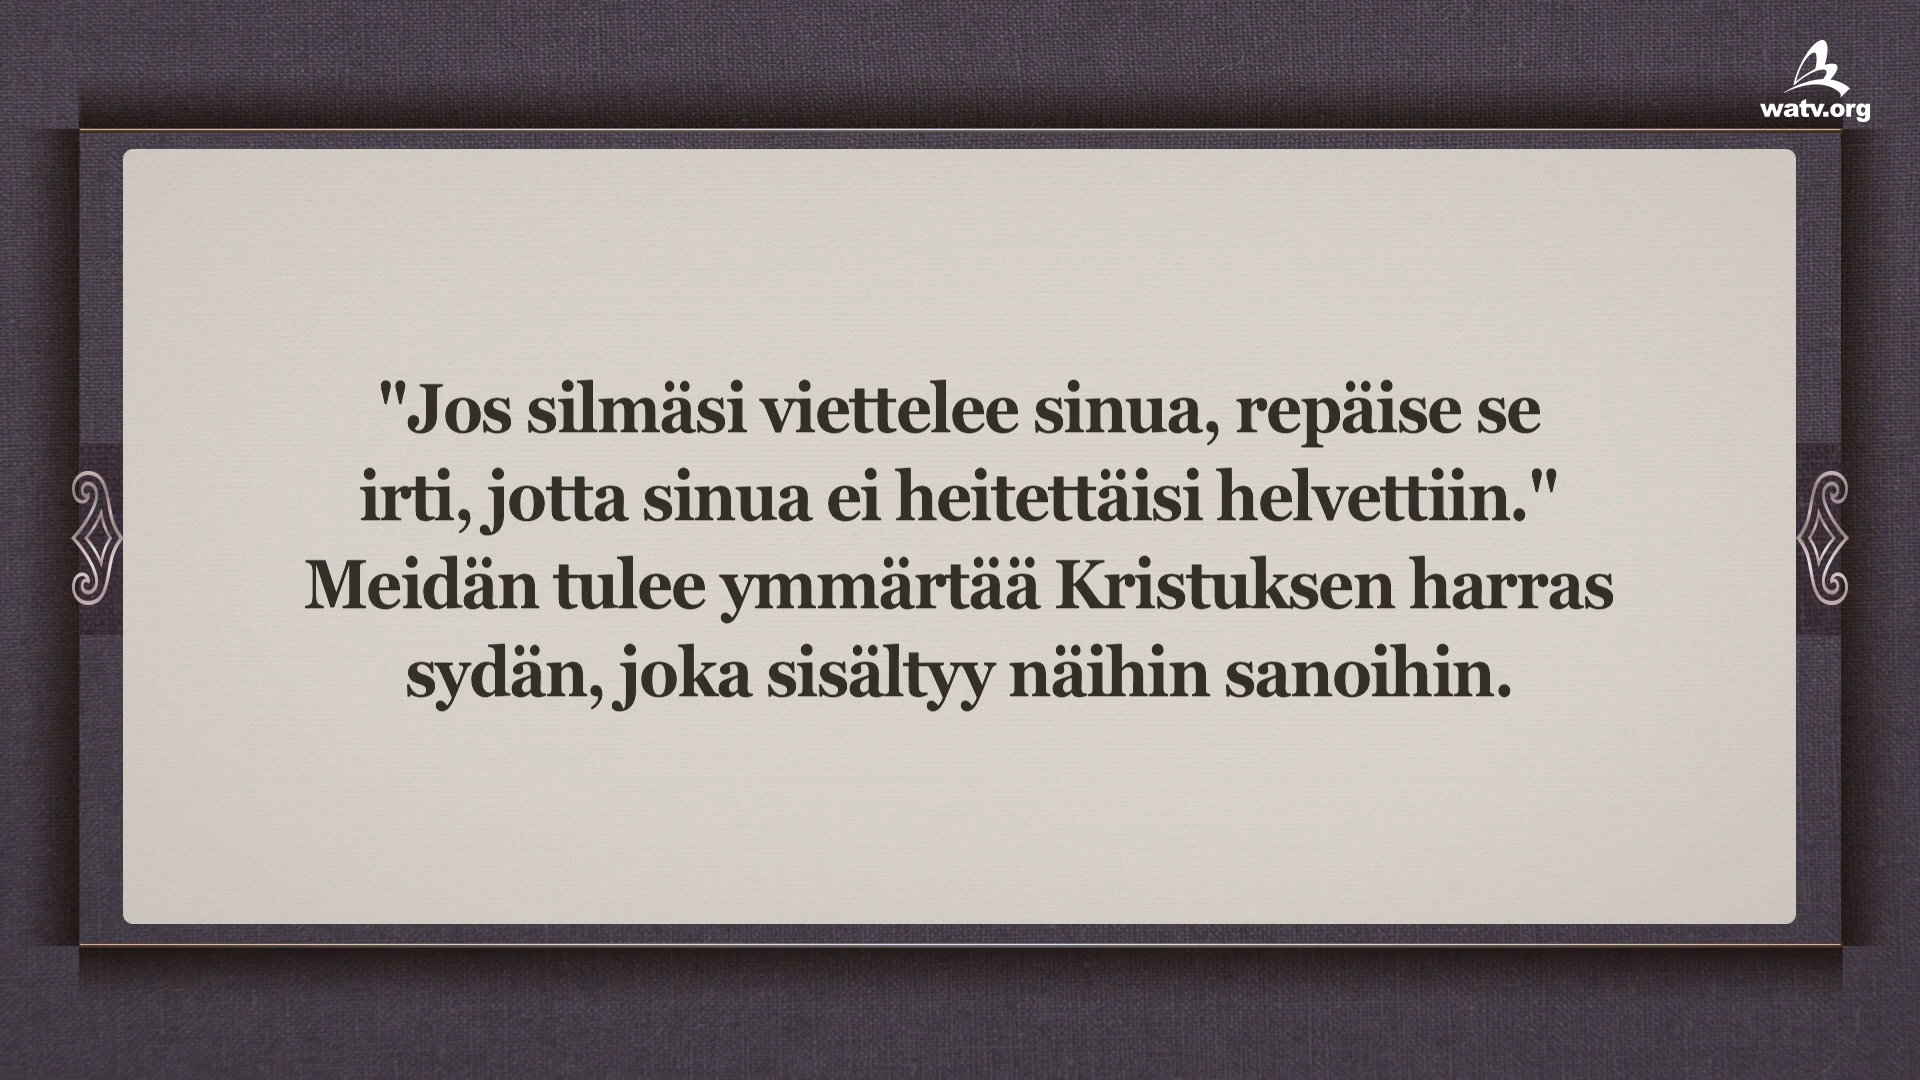 watv.org
"Jos silmäsi viettelee sinua, repäise se
irti, jotta sinua ei heitettäisi helvettiin."
Meidän tulee ymmärtää Kristuksen harras
sydän, joka sisältyy näihin sanoihin.